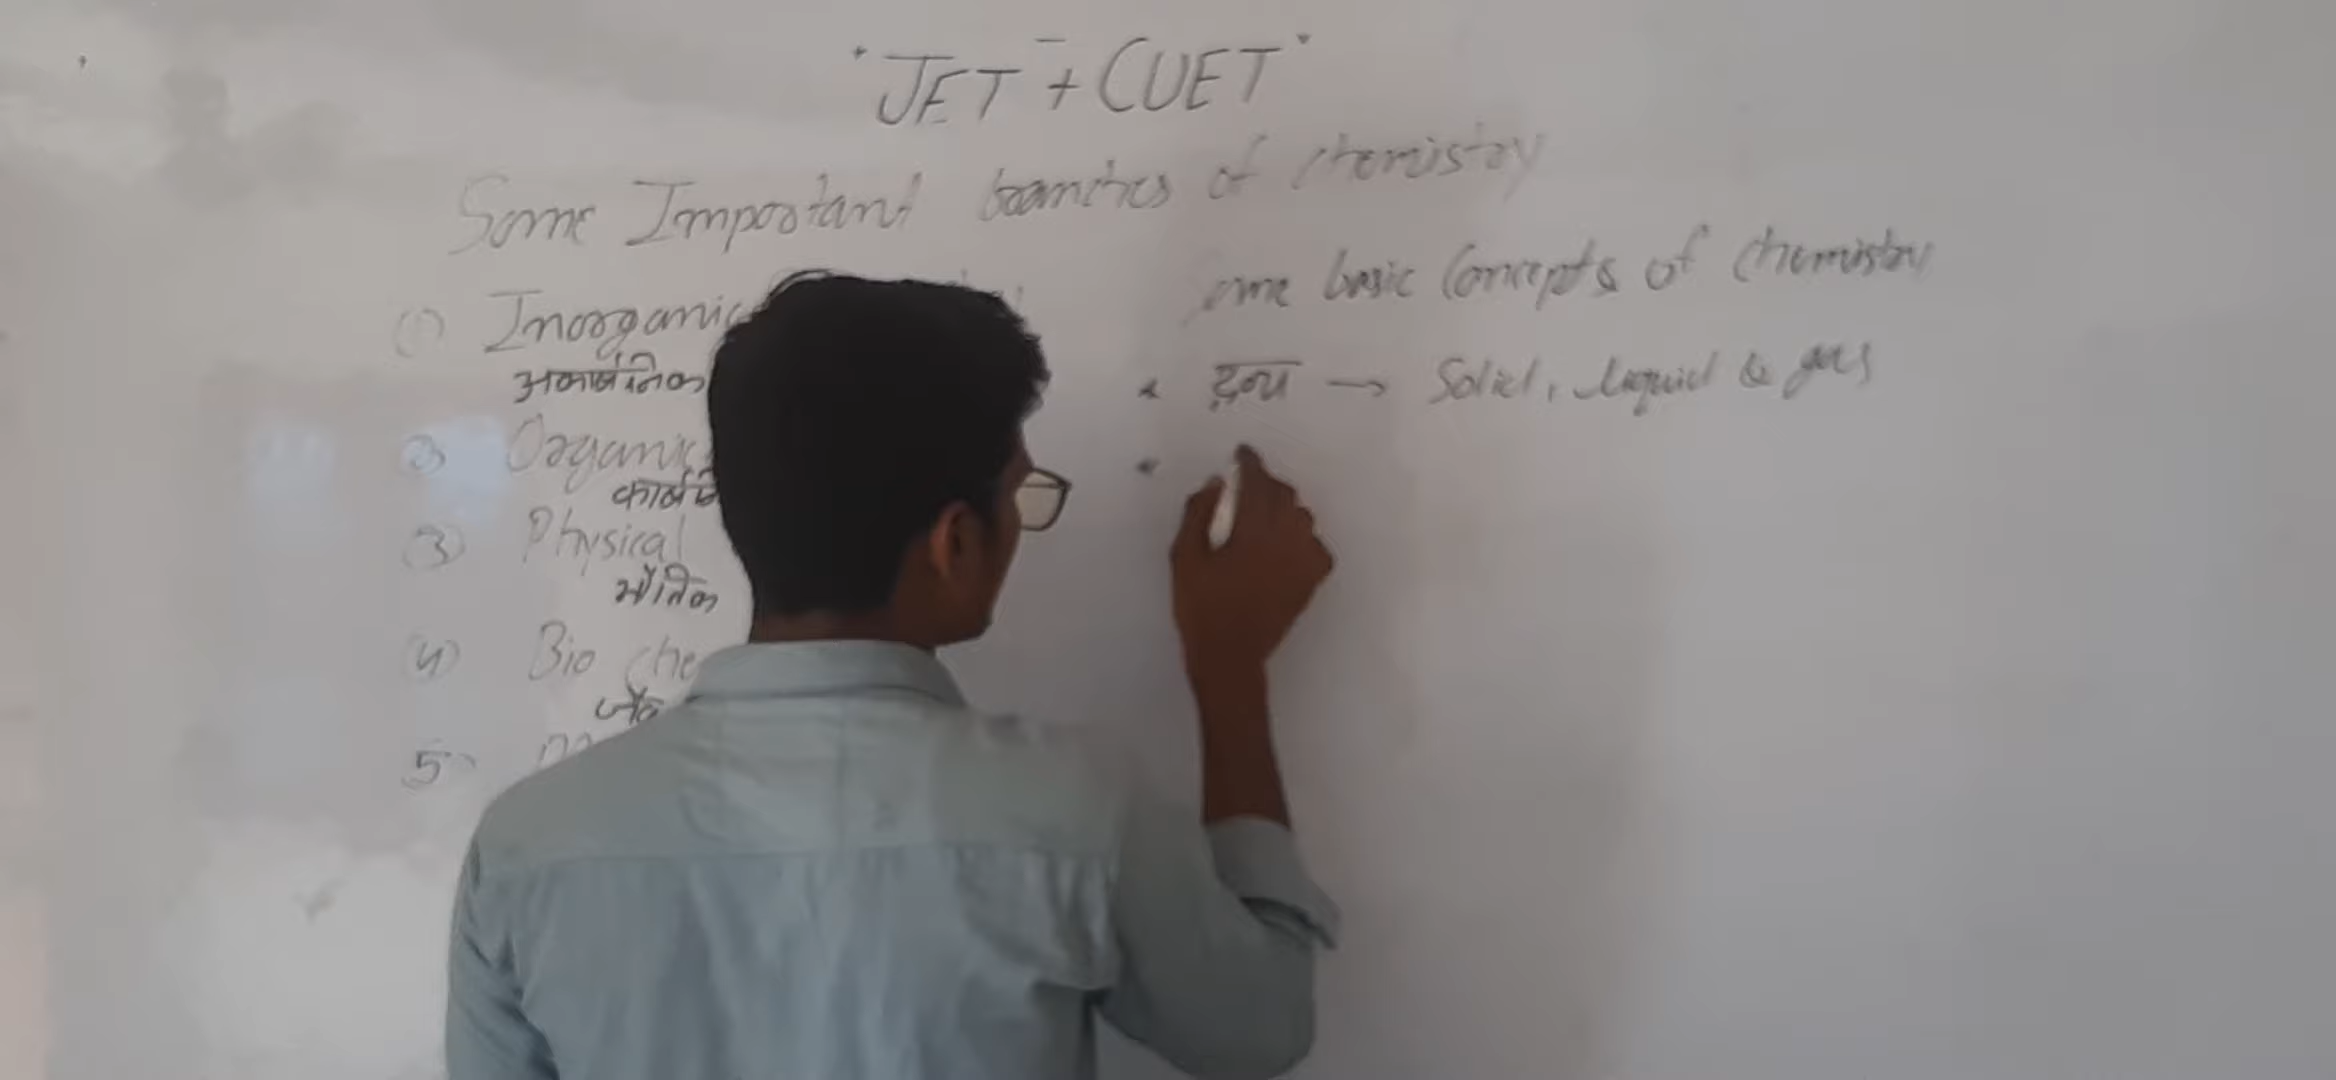 JET + CUET
Some Important branches of chemistry
(1) Inorganic
अकार्बनिक
(2) Organic
कार्बनि
(3) Physical
भौतिक
(4) Bio che
जैव
5)
Some basic Concepts of chemistry
द्रव्य → Solid, liquid & gas